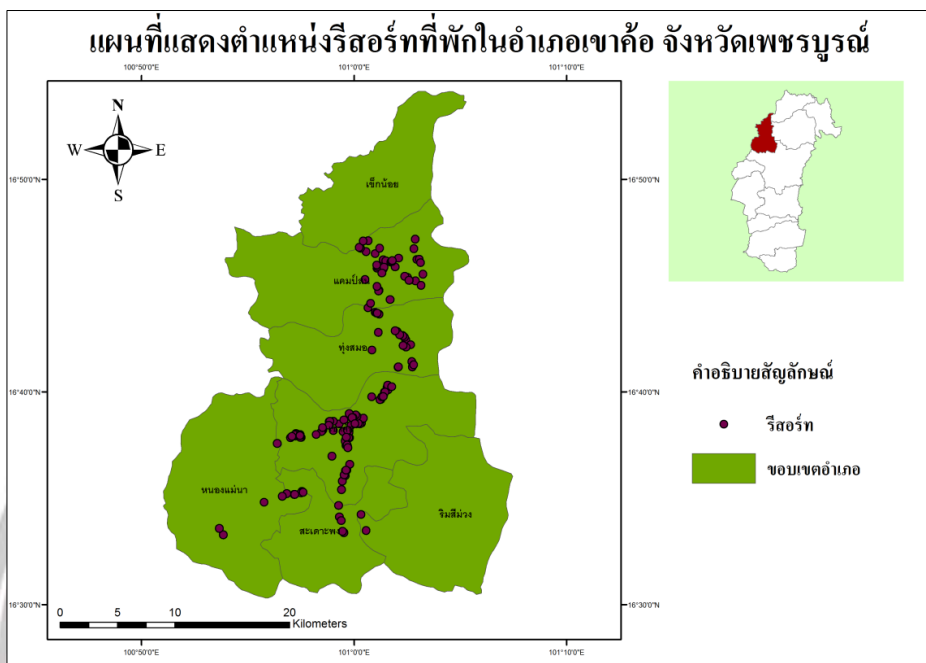 แผนที่แสดงตำแหน่งรีสอร์ทที่พักในอำเภอเขาค้อ จังหวัดเพชรบูรณ์
100°50'0"E 101°0'0"E 101°10'0"E
N
W E
S
16°50'0"N 16°50'0"N
เข็กน้อย
แคมป์สน
ทุ่งสมอ
คำอธิบายสัญลักษณ์
16°40'0"N 16°40'0"N
รีสอร์ท
ขอบเขตอำเภอ
หนองแม่นา
ริมสีม่วง
สะเดาะพง
16°30'0"N 16°30'0"N
0 5 10 20
Kilometers
100°50'0"E 101°0'0"E 101°10'0"E